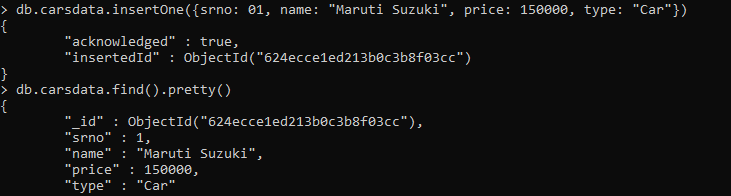 > db.carsdata.insertOne({srno: 01, name: "Maruti Suzuki", price: 150000, type: "Car"})
{
        "acknowledged" : true,
        "insertedId" : ObjectId("624ecce1ed213b0c3b8f03cc")
}
> db.carsdata.find().pretty()
{
        "_id" : ObjectId("624ecce1ed213b0c3b8f03cc"),
        "srno" : 1,
        "name" : "Maruti Suzuki",
        "price" : 150000,
        "type" : "Car"